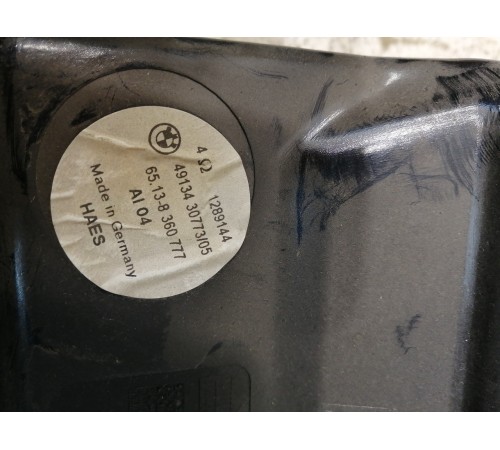 4 Ω
1289144
49134 30773/05
65.13-8 360 777
AI 04
Made in Germany
HAES